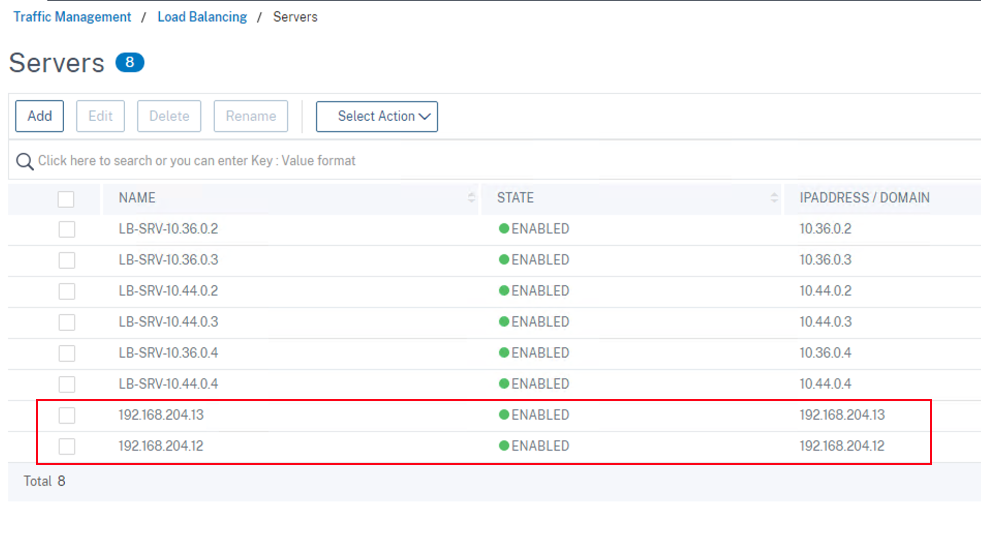 Traffic Management / Load Balancing / Servers
Servers 8
Add Edit Delete Rename Select Action
Click here to search or you can enter Key : Value format
NAME STATE IPADDRESS / DOMAIN
LB-SRV-10.36.0.2 ENABLED 10.36.0.2
LB-SRV-10.36.0.3 ENABLED 10.36.0.3
LB-SRV-10.44.0.2 ENABLED 10.44.0.2
LB-SRV-10.44.0.3 ENABLED 10.44.0.3
LB-SRV-10.36.0.4 ENABLED 10.36.0.4
LB-SRV-10.44.0.4 ENABLED 10.44.0.4
192.168.204.13 ENABLED 192.168.204.13
192.168.204.12 ENABLED 192.168.204.12
Total 8